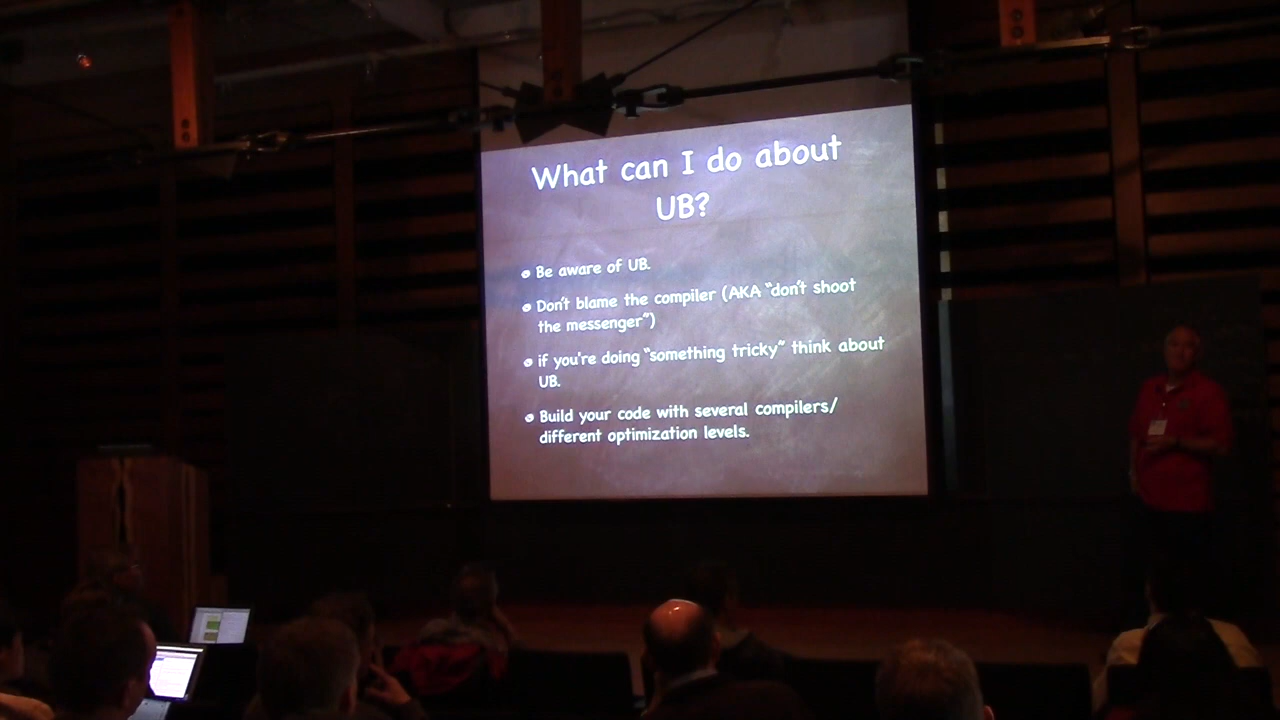 What can I do about
UB?
Be aware of UB.
Don't blame the compiler (AKA "don't shoot
the messenger")
if you're doing "something tricky" think about
UB.
Build your code with several compilers/
different optimization levels.